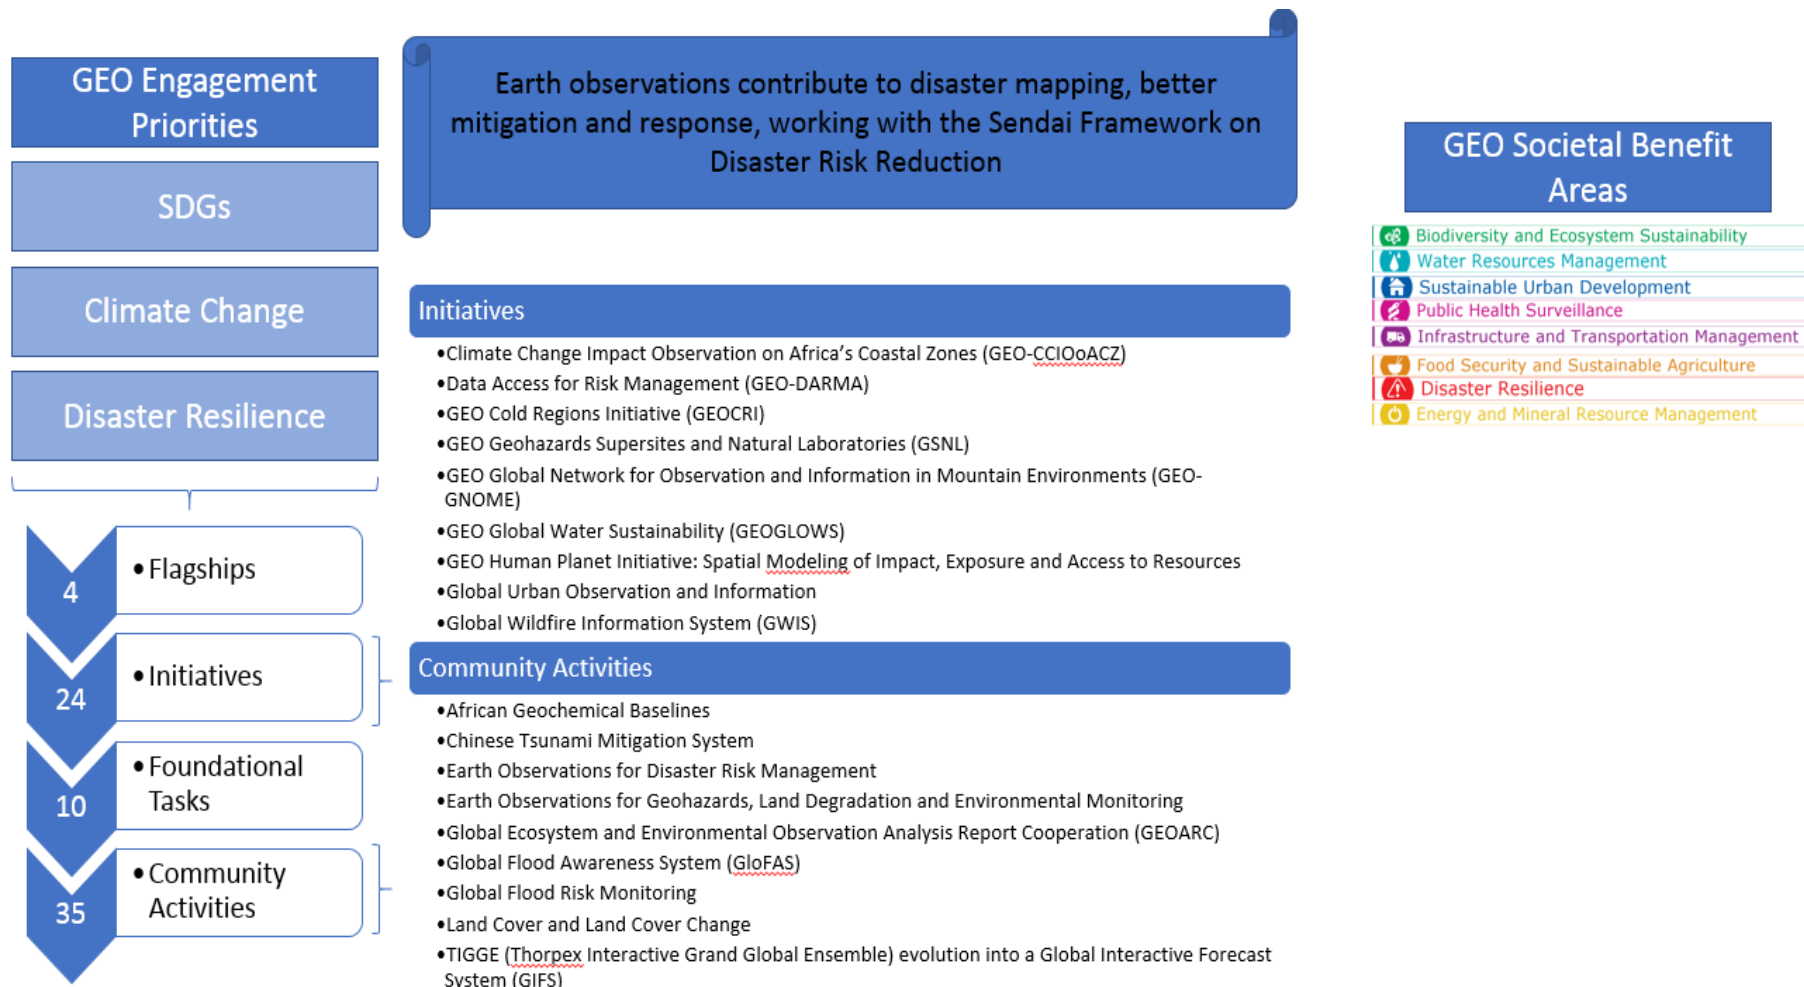 GEO Engagement
Priorities
SDGs
Climate Change
Disaster Resilience
4
•Flagships
24
•Initiatives
10
•Foundational
Tasks
35
•Community
Activities
Earth observations contribute to disaster mapping, better
mitigation and response, working with the Sendai Framework on
Disaster Risk Reduction
Initiatives
•Climate Change Impact Observation on Africa’s Coastal Zones (GEO-CCIOoACZ)
•Data Access for Risk Management (GEO-DARMA)
•GEO Cold Regions Initiative (GEOCRI)
•GEO Geohazards Supersites and Natural Laboratories (GSNL)
•GEO Global Network for Observation and Information in Mountain Environments (GEO-
GNOME)
•GEO Global Water Sustainability (GEOGLOWS)
•GEO Human Planet Initiative: Spatial Modeling of Impact, Exposure and Access to Resources
•Global Urban Observation and Information
•Global Wildfire Information System (GWIS)
Community Activities
•African Geochemical Baselines
•Chinese Tsunami Mitigation System
•Earth Observations for Disaster Risk Management
•Earth Observations for Geohazards, Land Degradation and Environmental Monitoring
•Global Ecosystem and Environmental Observation Analysis Report Cooperation (GEOARC)
•Global Flood Awareness System (GloFAS)
•Global Flood Risk Monitoring
•Land Cover and Land Cover Change
•TIGGE (Thorpex Interactive Grand Global Ensemble) evolution into a Global Interactive Forecast
System (GIFS)
GEO Societal Benefit
Areas
Biodiversity and Ecosystem Sustainability
Water Resources Management
Sustainable Urban Development
Public Health Surveillance
Infrastructure and Transportation Management
Food Security and Sustainable Agriculture
Disaster Resilience
Energy and Mineral Resource Management